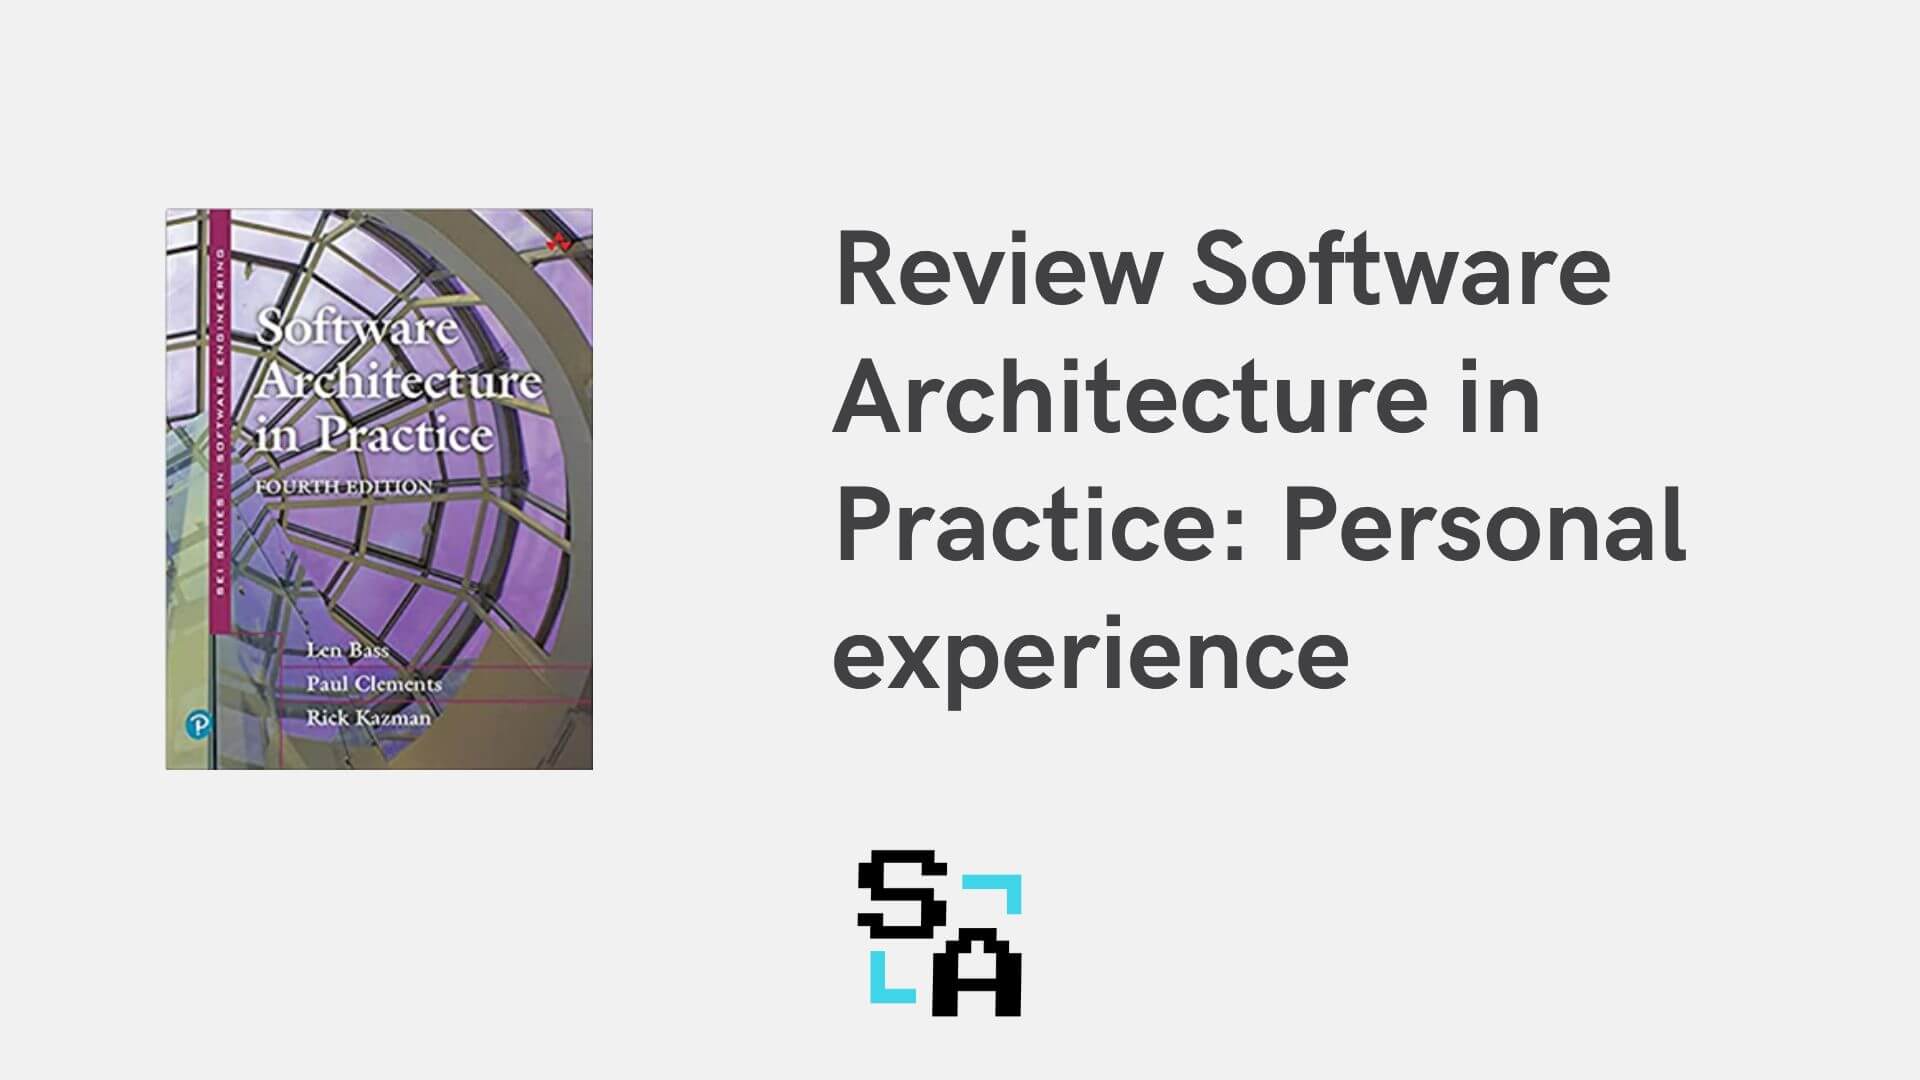 SEI SERIES IN SOFTWARE ENGINEERING
Software
Architecture
in Practice
FOURTH EDITION
Len Bass
Paul Clements
Rick Kazman
P
Review Software
Architecture in
Practice: Personal
experience
S
A